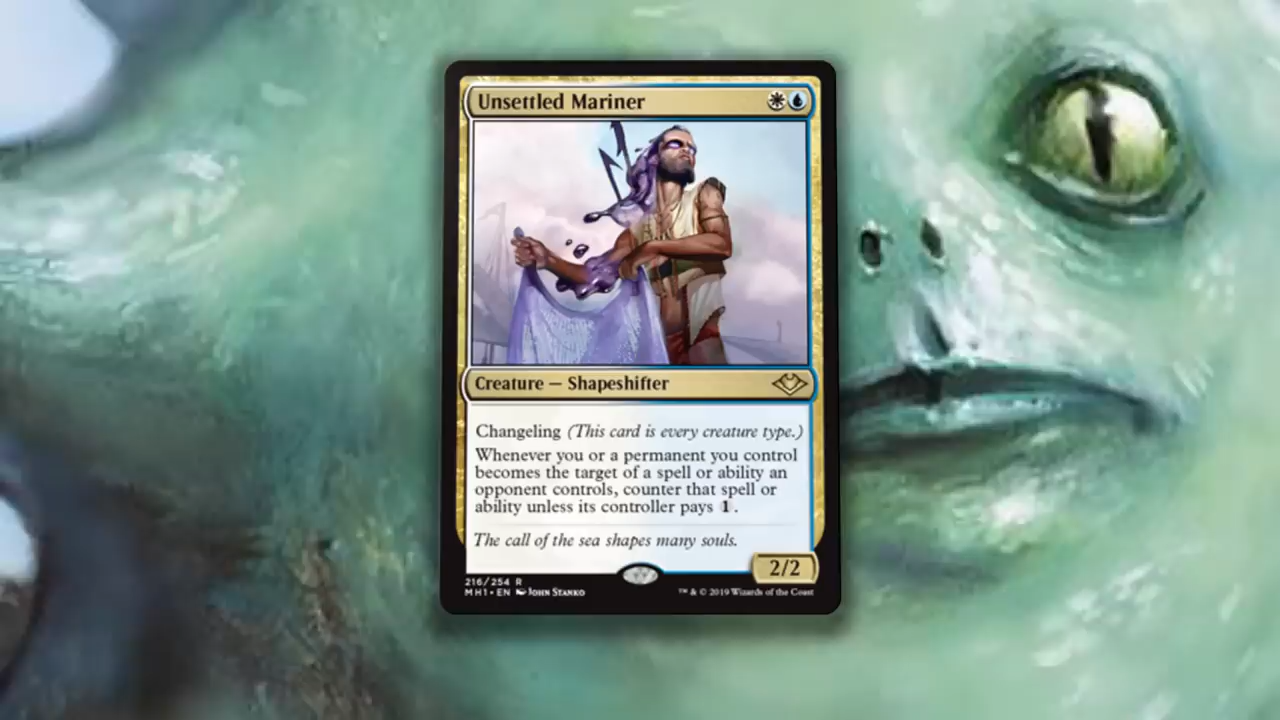 Unsettled Mariner
Creature — Shapeshifter
Changeling (This card is every creature type.)
Whenever you or a permanent you control
becomes the target of a spell or ability an
opponent controls, counter that spell or
ability unless its controller pays 1.
The call of the sea shapes many souls.
2/2
216/254 R
MH1 • EN John Stanko
™ & © 2019 Wizards of the Coast